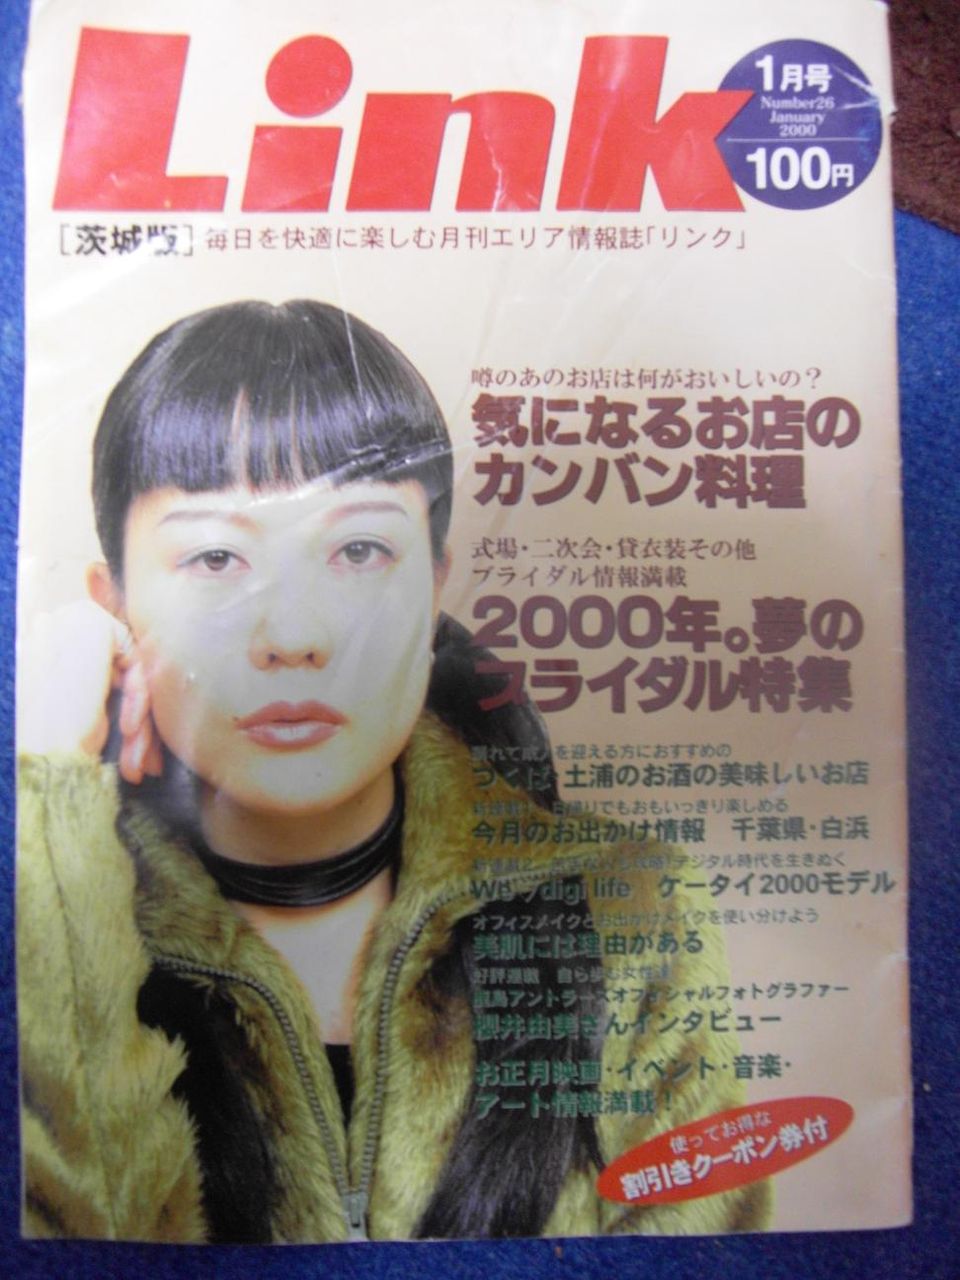 Link
1月号
Number26
January
2000
100円
[茨城版] 毎日を快適に楽しむ月刊エリア情報誌「リンク」
噂のあのお店は何がおいしいの?
気になるお店の
カンバン料理
式場・二次会・貸衣装その他
ブライダル情報満載
2000年。夢の
ブライダル特集
晴れて成人を迎える方におすすめの
つくば 土浦のお酒の美味しいお店
日帰りでもおもいっきり楽しめる
今月のお出かけ情報 千葉県・白浜
デジタル時代を生きぬく
digi life ケータイ2000モデル
オフィスメイクとお出かけメイクを使い分けよう
美肌には理由がある
好評連載 自ら歩む女性達
鹿島アントラーズオフィシャルフォトグラファー
櫻井由美さんインタビュー
お正月映画・イベント・音楽・
アート情報満載!
使ってお得な
割引きクーポン券付